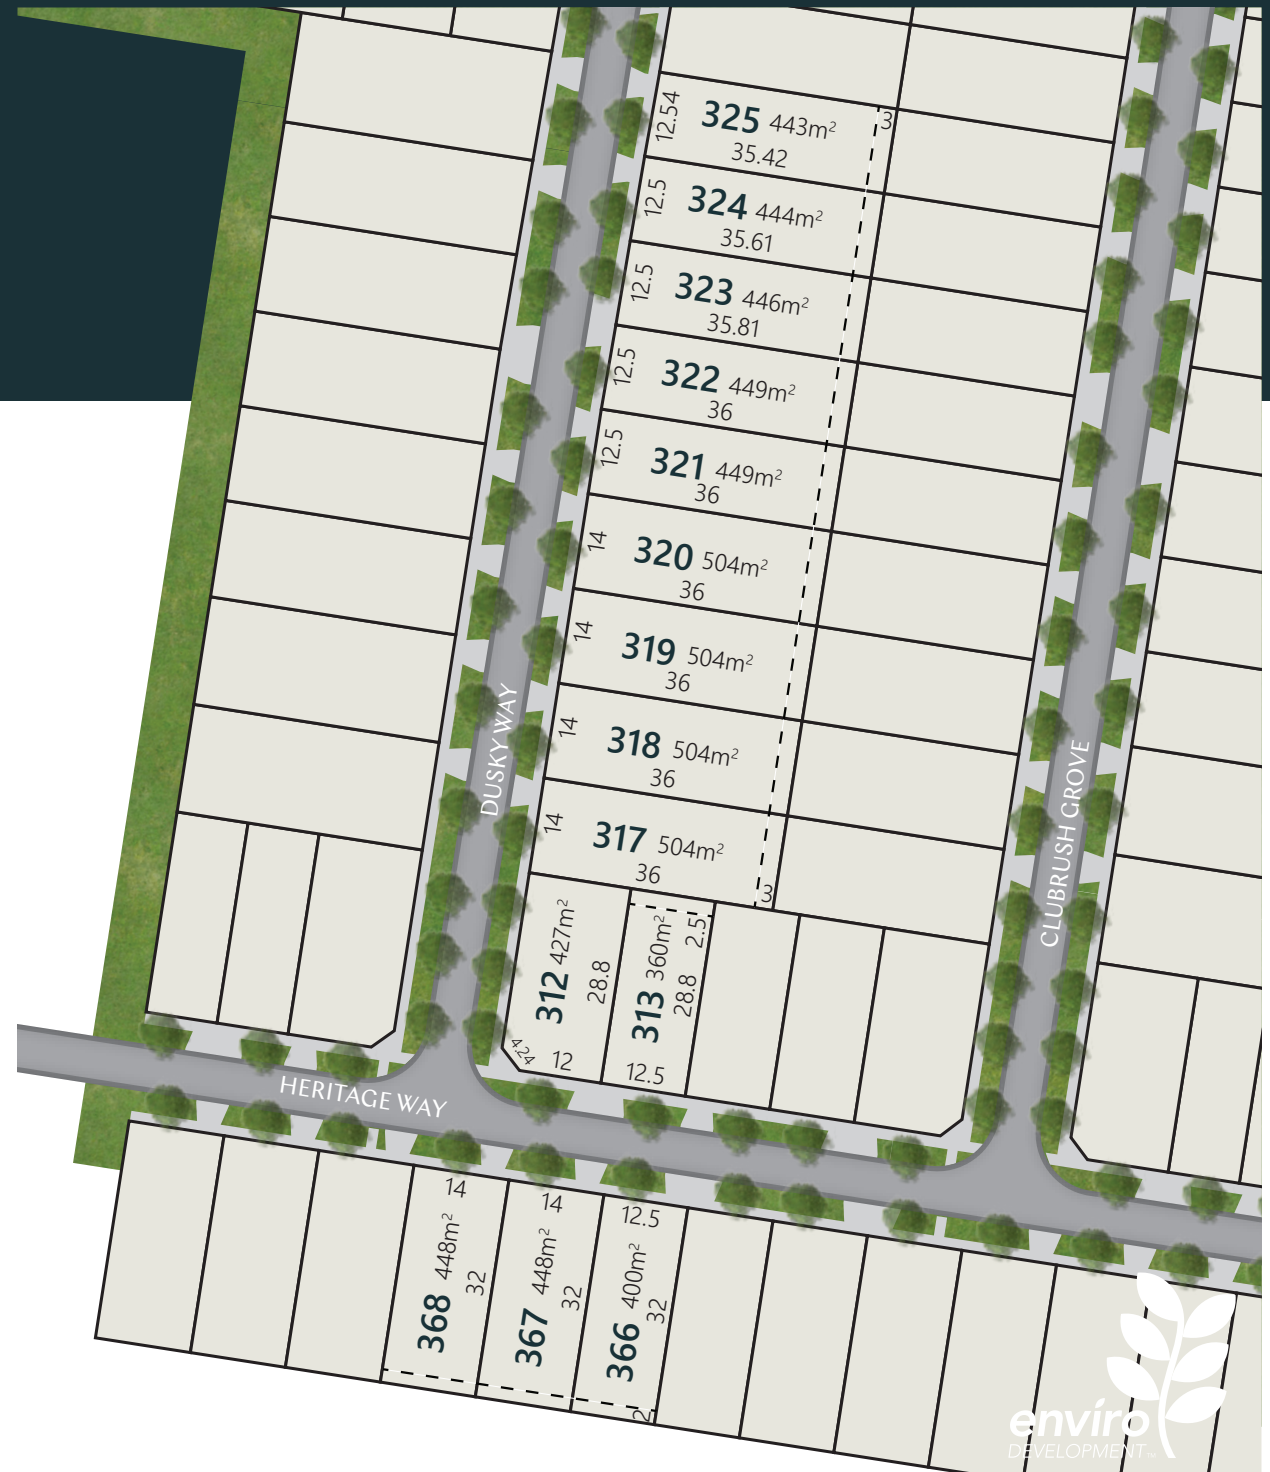 12.54
325 443m²
35.42
3
12.5
324 444m²
35.61
12.5
323 446m²
35.81
12.5
322 449m²
36
12.5
321 449m²
36
14
320 504m²
36
14
319 504m²
36
14
318 504m²
36
14
317 504m²
36
3
DUSKY WAY
CLUBRUSH GROVE
312 427m²
28.8
4.24
12
313 360m²
2.5
28.8
12.5
HERITAGE WAY
14
368 448m²
32
14
367 448m²
32
12.5
366 400m²
32
2
enviro
DEVELOPMENT™